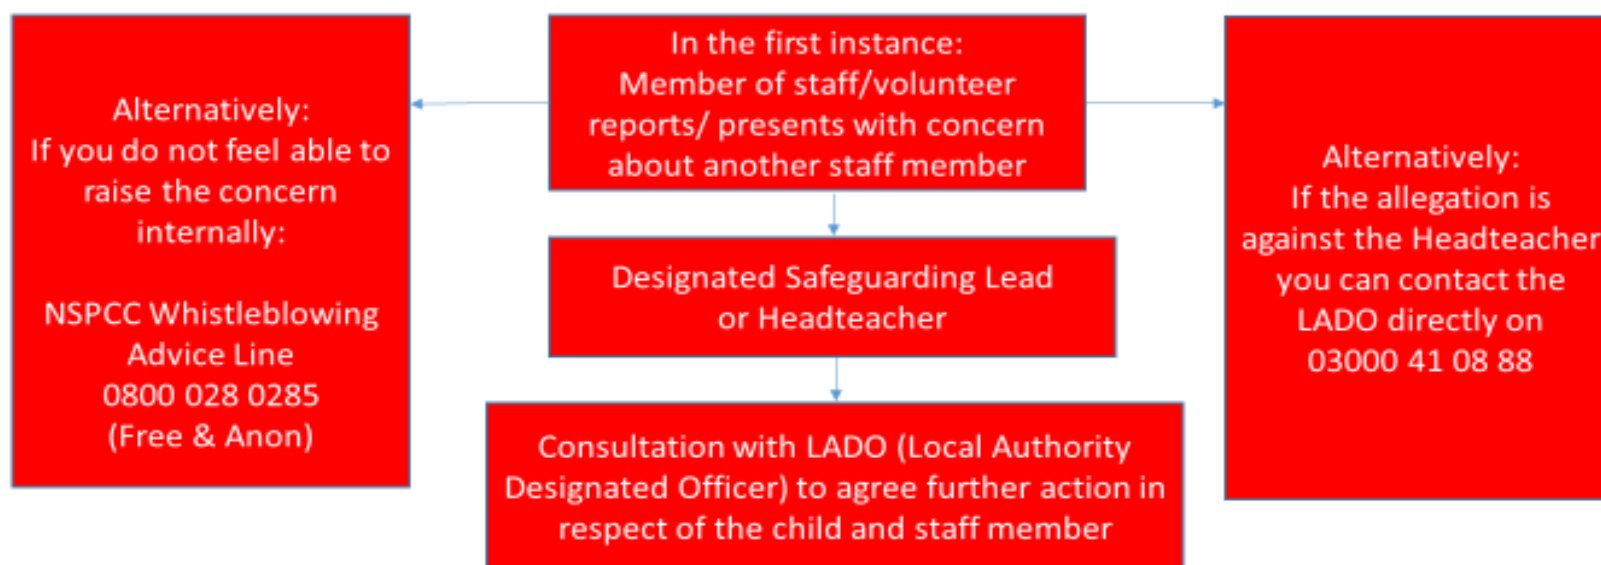 In the first instance:
Member of staff/volunteer
reports/ presents with concern
about another staff member
Alternatively:
If you do not feel able to
raise the concern
internally:
NSPCC Whistleblowing
Advice Line
0800 028 0285
(Free & Anon)
Alternatively:
If the allegation is
against the Headteacher
you can contact the
LADO directly on
03000 41 08 88
Designated Safeguarding Lead
or Headteacher
Consultation with LADO (Local Authority
Designated Officer) to agree further action in
respect of the child and staff member